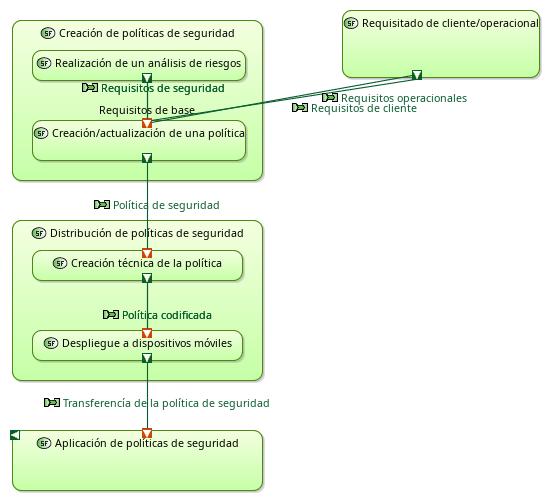 SF Creación de políticas de seguridad
SF Realización de un análisis de riesgos
Requisitos de seguridad
Requisitos de base
SF Creación/actualización de una política
SF Requisitado de cliente/operacional
Requisitos operacionales
Requisitos de cliente
Política de seguridad
SF Distribución de políticas de seguridad
SF Creación técnica de la política
Política codificada
SF Despliegue a dispositivos móviles
Transferencía de la política de seguridad
SF Aplicación de políticas de seguridad